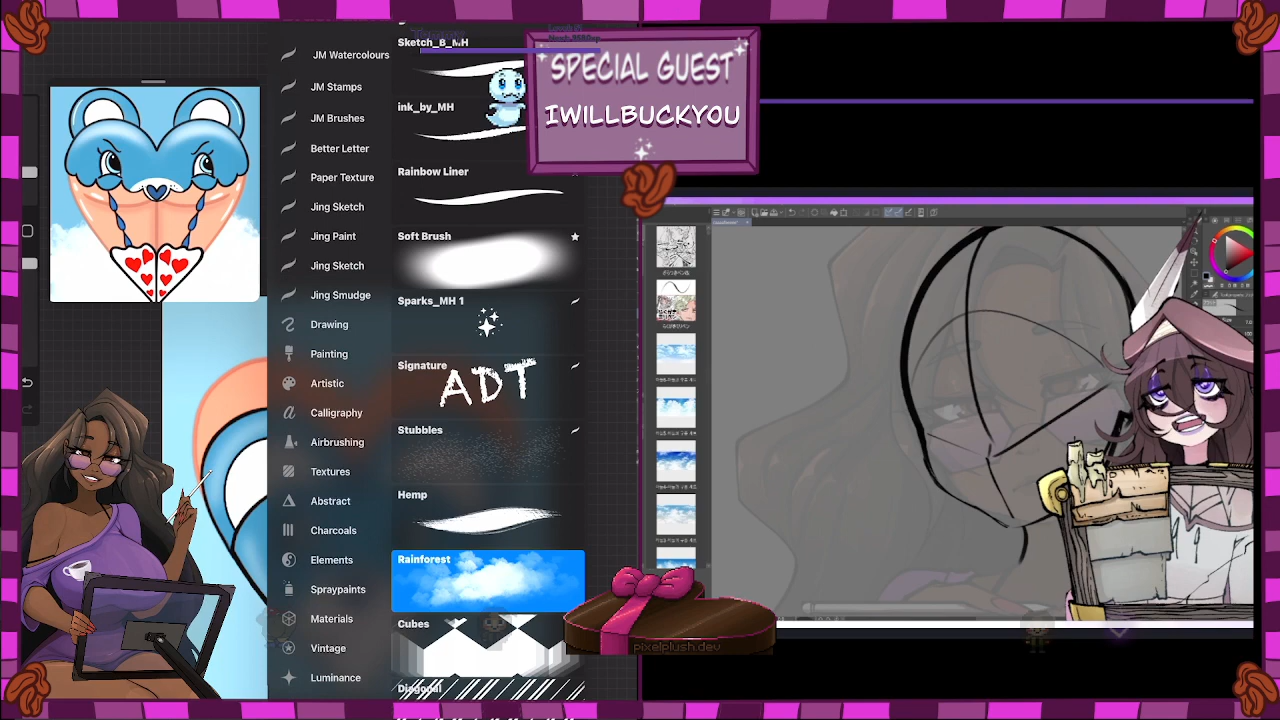 JM Watercolours
JM Stamps
JM Brushes
Better Letter
Paper Texture
Jing Sketch
Jing Paint
Jing Sketch
Jing Smudge
Drawing
Painting
Artistic
Calligraphy
Airbrushing
Textures
Abstract
Charcoals
Elements
Spraypaints
Materials
Vintage
Luminance
Sketch_B_MH
ink_by_MH
Rainbow Liner
Soft Brush
Sparks_MH 1
Signature
ADT
Stubbles
Hemp
Rainforest
Cubes
Diagonal
SPECIAL GUEST
IWILLBUCKYOU
pixelplush.dev